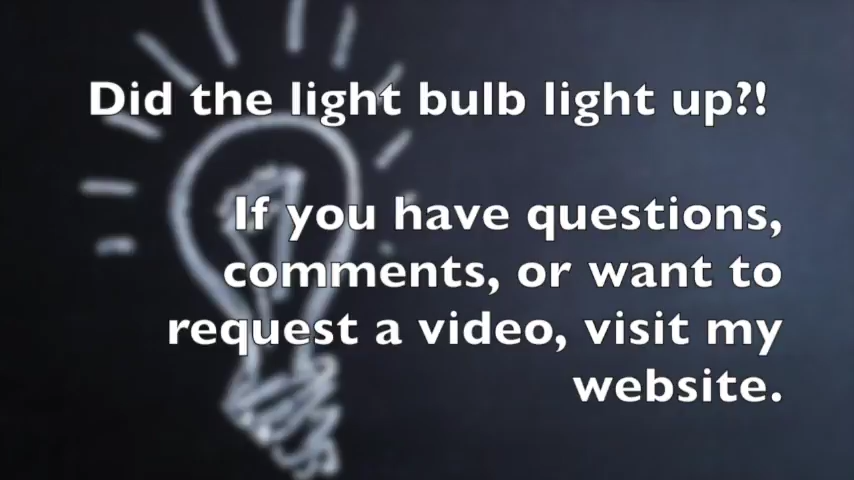 Did the light bulb light up?!
If you have questions,
comments, or want to
request a video, visit my
website.